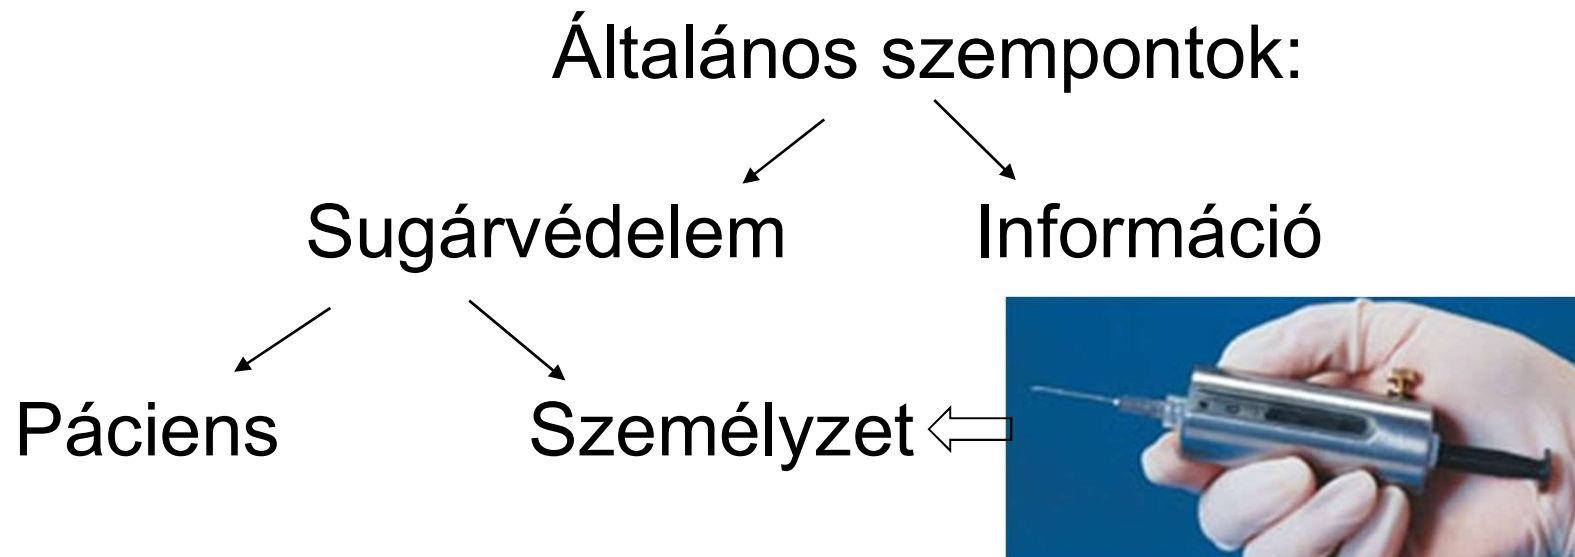 Általános szempontok:
Sugárvédelem Információ
Páciens Személyzet